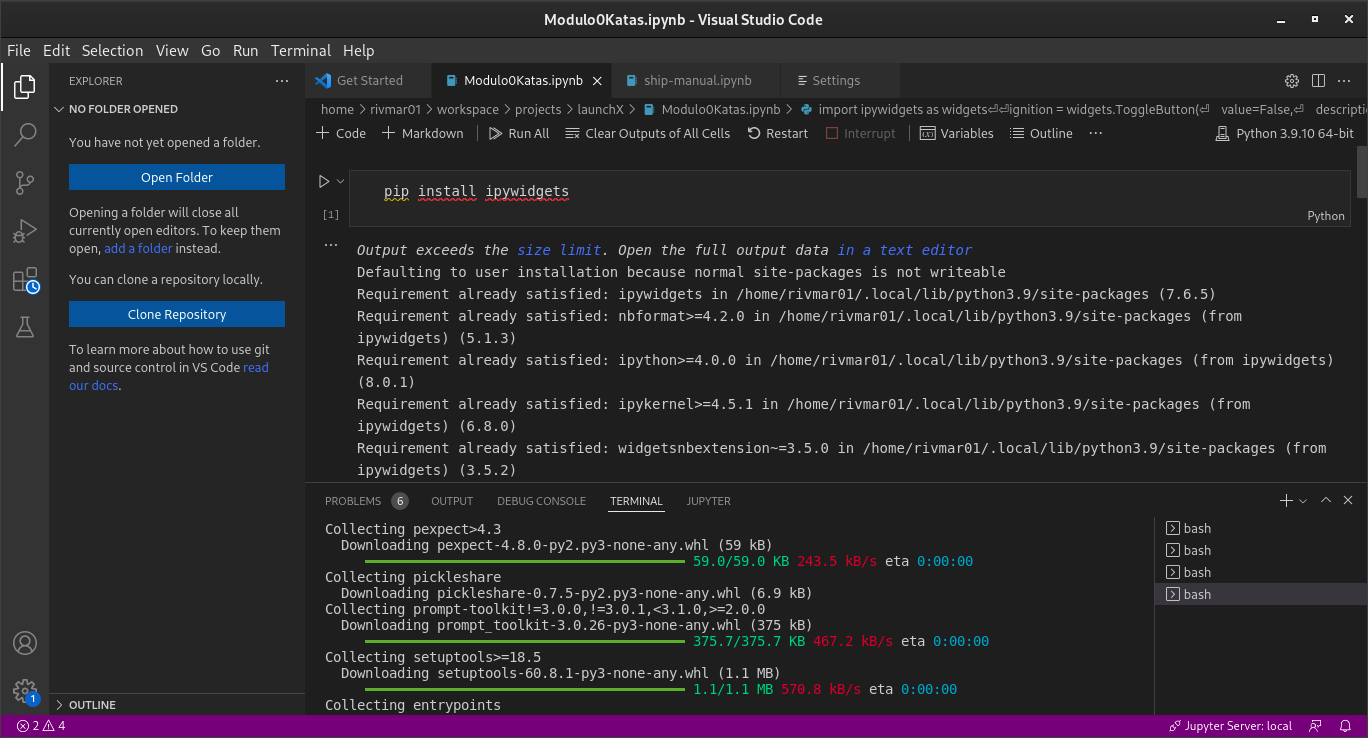 Modulo0Katas.ipynb - Visual Studio Code
File Edit Selection View Go Run Terminal Help
EXPLORER
NO FOLDER OPENED
You have not yet opened a folder.
Open Folder
Opening a folder will close all
currently open editors. To keep them
open, add a folder instead.
You can clone a repository locally.
Clone Repository
To learn more about how to use git
and source control in VS Code read
our docs.
OUTLINE
1
Get Started Modulo0Katas.ipynb ship-manual.ipynb Settings
home > rivmar01 > workspace > projects > launchX > Modulo0Katas.ipynb > import ipywidgets as widgets⏎⏎ignition = widgets.ToggleButton(⏎ value=False,⏎ descriptio
Code Markdown Run All Clear Outputs of All Cells Restart Interrupt Variables Outline ··· Python 3.9.10 64-bit
pip install ipywidgets
[1]
Python
Output exceeds the size limit. Open the full output data in a text editor
Defaulting to user installation because normal site-packages is not writeable
Requirement already satisfied: ipywidgets in /home/rivmar01/.local/lib/python3.9/site-packages (7.6.5)
Requirement already satisfied: nbformat>=4.2.0 in /home/rivmar01/.local/lib/python3.9/site-packages (from
ipywidgets) (5.1.3)
Requirement already satisfied: ipython>=4.0.0 in /home/rivmar01/.local/lib/python3.9/site-packages (from ipywidgets)
(8.0.1)
Requirement already satisfied: ipykernel>=4.5.1 in /home/rivmar01/.local/lib/python3.9/site-packages (from
ipywidgets) (6.8.0)
Requirement already satisfied: widgetsnbextension~=3.5.0 in /home/rivmar01/.local/lib/python3.9/site-packages (from
ipywidgets) (3.5.2)
PROBLEMS 6 OUTPUT DEBUG CONSOLE TERMINAL JUPYTER
Collecting pexpect>4.3
Downloading pexpect-4.8.0-py2.py3-none-any.whl (59 kB)
59.0/59.0 KB 243.5 kB/s eta 0:00:00
Collecting pickleshare
Downloading pickleshare-0.7.5-py2.py3-none-any.whl (6.9 kB)
Collecting prompt-toolkit!=3.0.0,!=3.0.1,<3.1.0,>=2.0.0
Downloading prompt_toolkit-3.0.26-py3-none-any.whl (375 kB)
375.7/375.7 KB 467.2 kB/s eta 0:00:00
Collecting setuptools>=18.5
Downloading setuptools-60.8.1-py3-none-any.whl (1.1 MB)
1.1/1.1 MB 570.8 kB/s eta 0:00:00
Collecting entrypoints
bash
bash
bash
bash
2 4 Jupyter Server: local